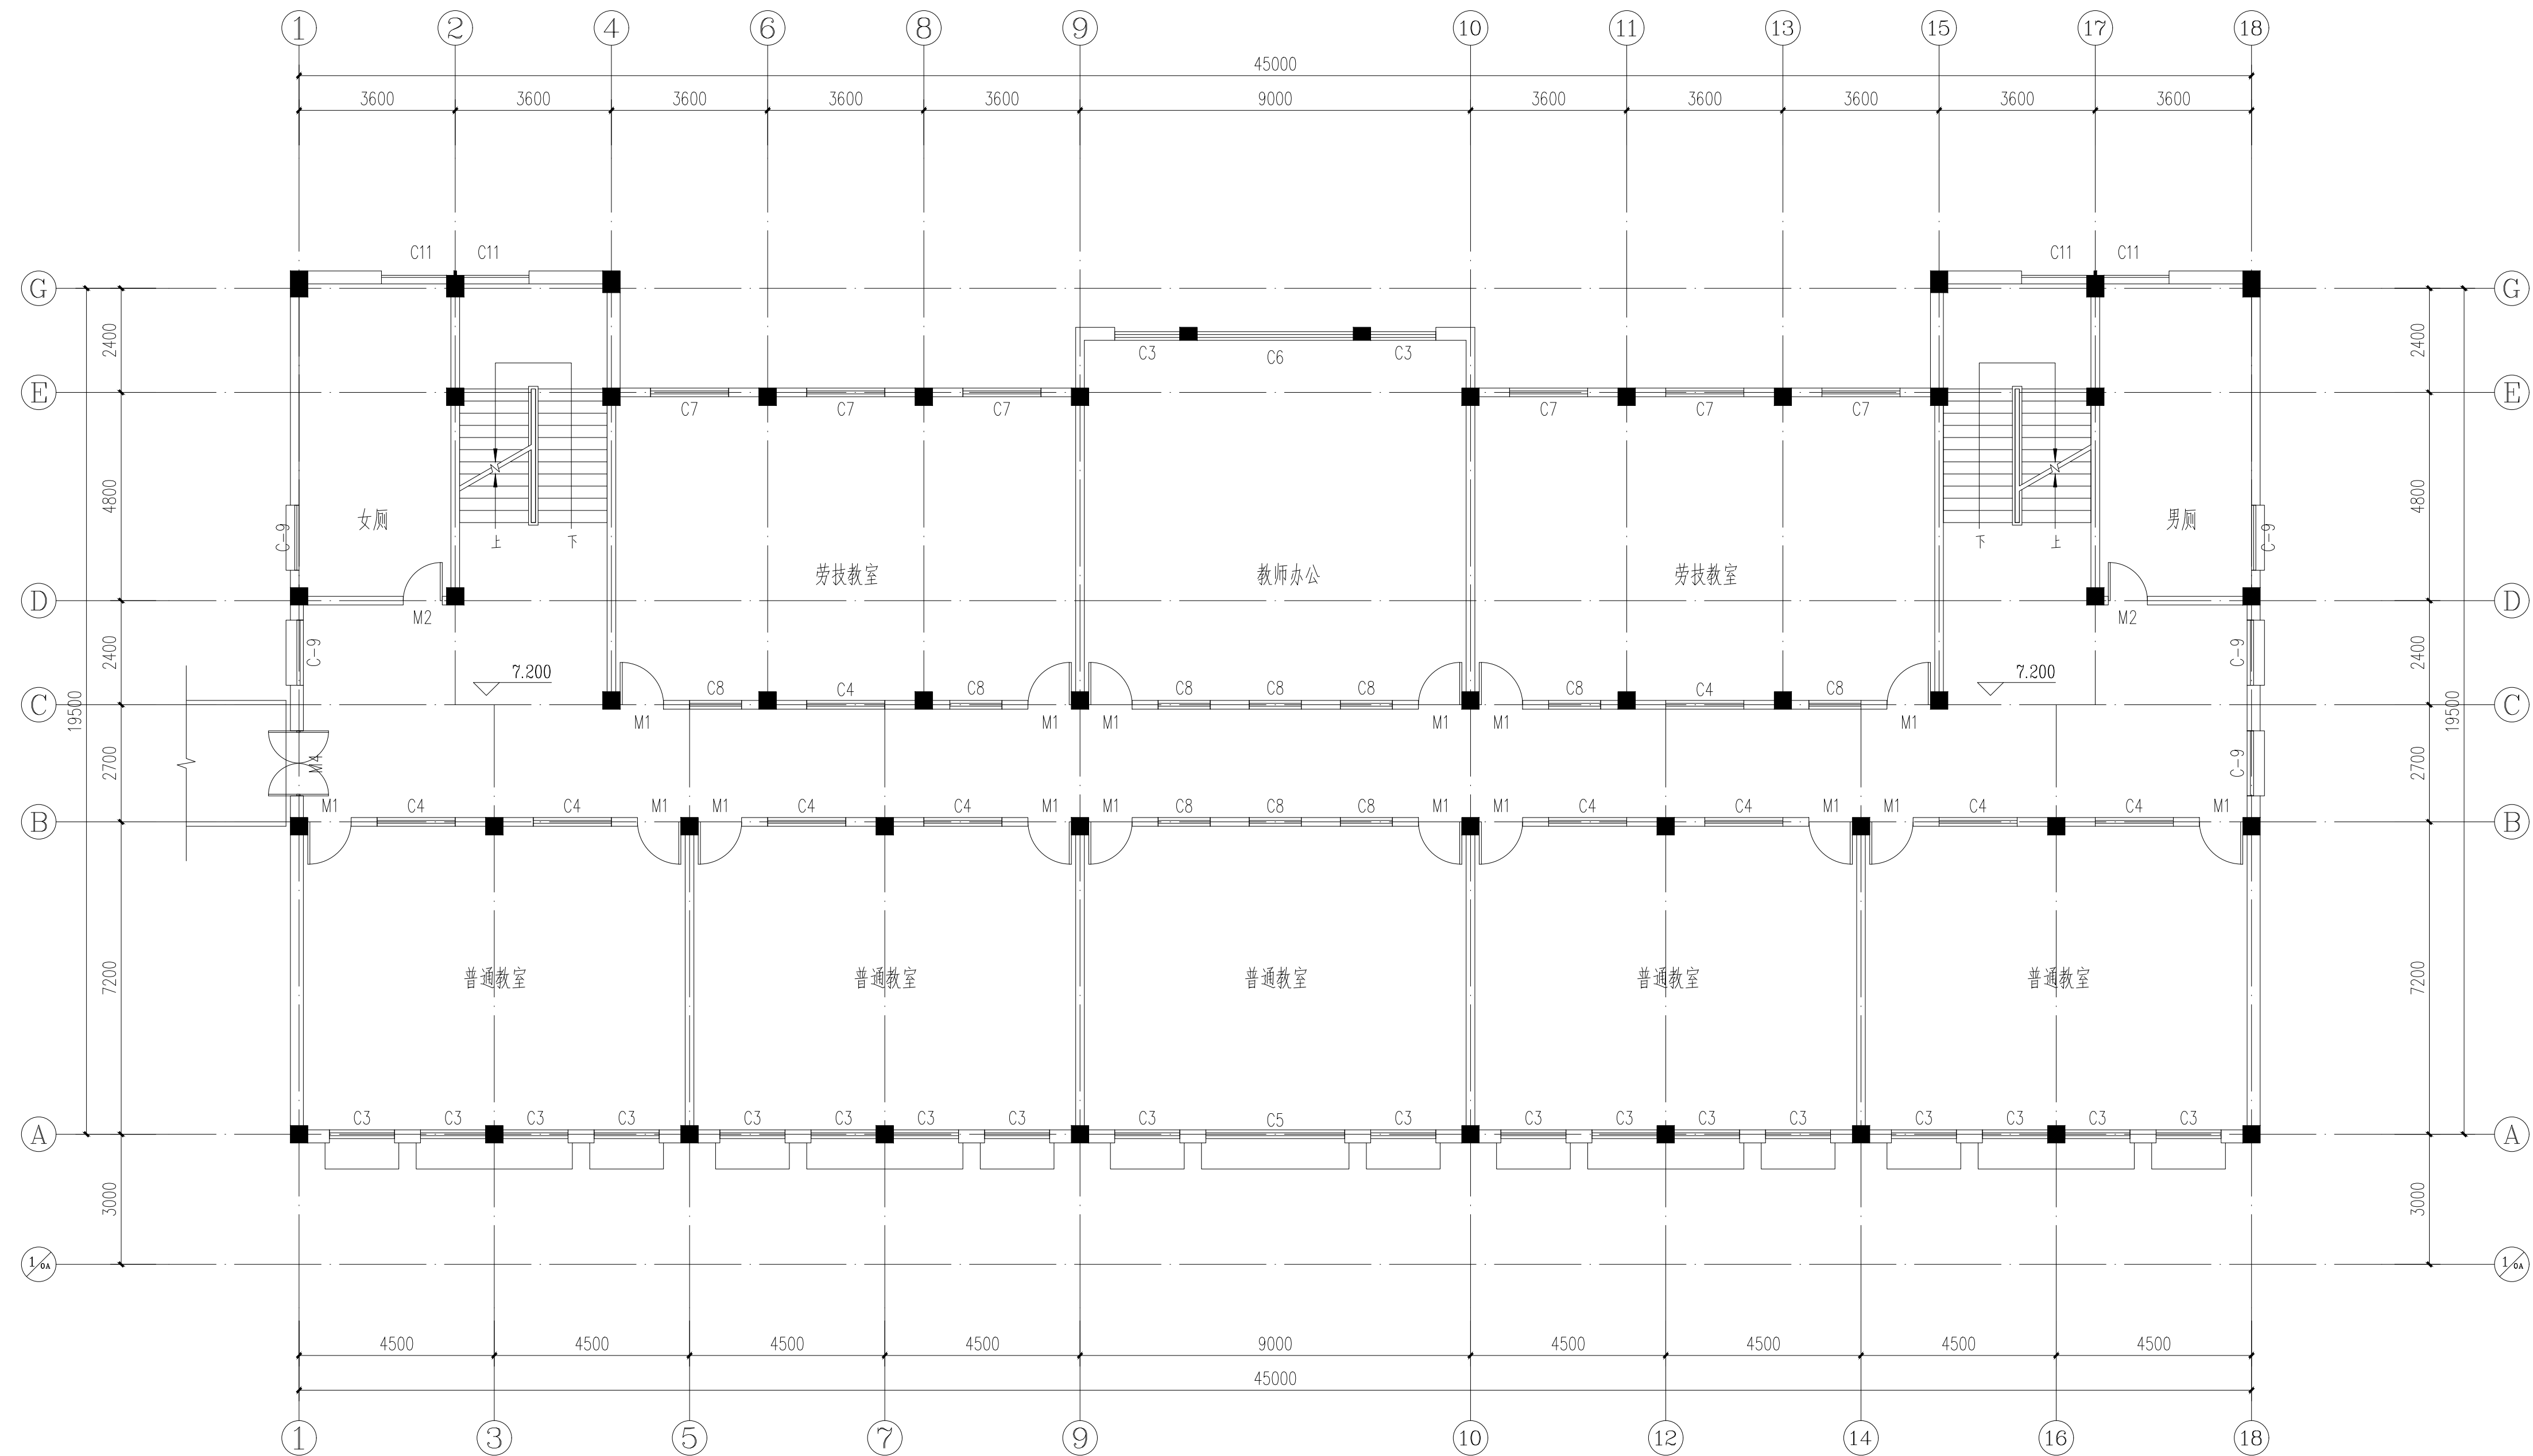 1 2 4 6 8 9 10 11 13 15 17 18
45000
3600 3600 3600 3600 3600 9000 3600 3600 3600 3600 3600
C11 C11 C11 C11
G G
2400 2400
C3 C6 C3
E E
C7 C7 C7 C7 C7 C7
4800 4800
女厕 男厕
C-9 C-9
上 下 下 上
劳技教室 教师办公 劳技教室
D D
M2 M2
2400 C-9 C-9 2400
7.200 7.200
C8 C4 C8 C8 C8 C8 C8 C4 C8
C C
19500 19500
M1 M1 M1 M1 M1 M1
2700 M4 C-9 2700
M1 C4 C4 M1 M1 C4 C4 M1 M1 C8 C8 C8 M1 M1 C4 C4 M1 M1 C4 C4 M1
B B
7200 普通教室 普通教室 普通教室 普通教室 普通教室 7200
C3 C3 C3 C3 C3 C3 C3 C3 C3 C5 C3 C3 C3 C3 C3 C3 C3 C3 C3
A A
3000 3000
1/0A 1/0A
4500 4500 4500 4500 9000 4500 4500 4500 4500
45000
1 3 5 7 9 10 12 14 16 18